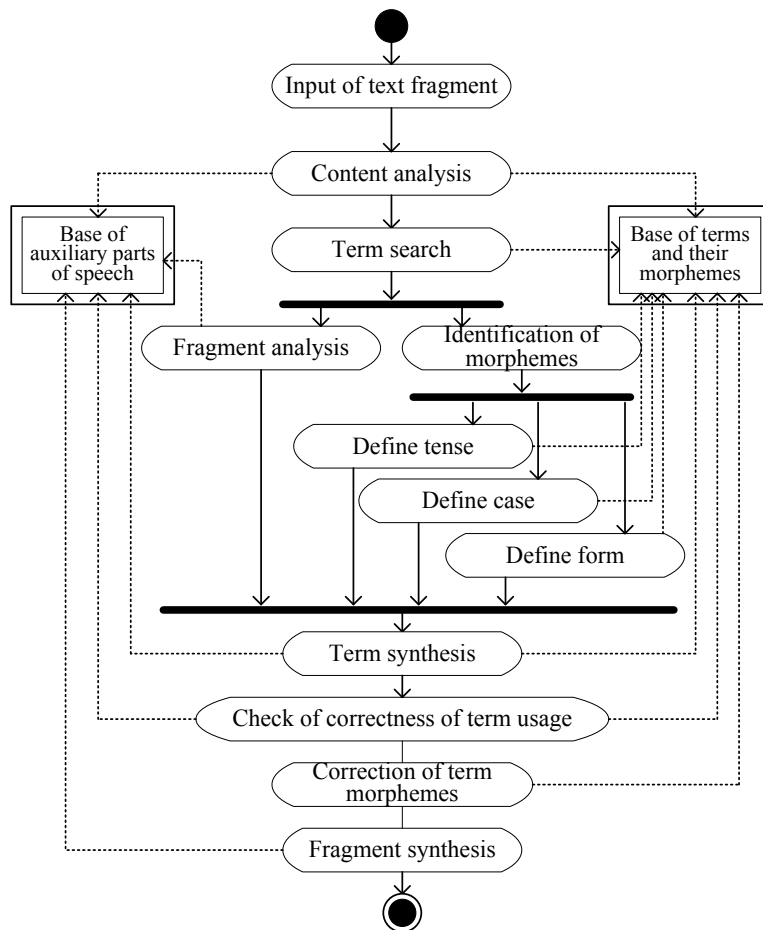 Input of text fragment
Content analysis
Base of
auxiliary parts
of speech
Term search
Base of terms
and their
morphemes
Fragment analysis
Identification of
morphemes
Define tense
Define case
Define form
Term synthesis
Check of correctness of term usage
Correction of term
morphemes
Fragment synthesis